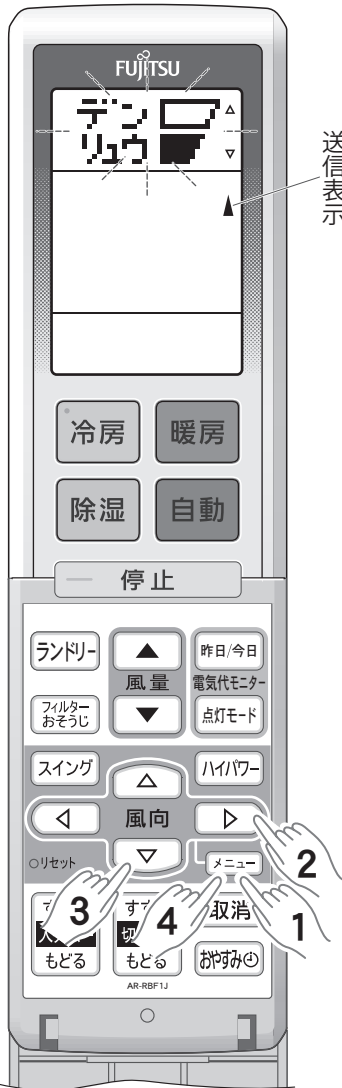 FUJITSU
デン
リュウ
送信表示
冷房 暖房
除湿 自動
停止
ランドリー ▲ 昨日/今日
風量 電気代モニター
フィルター
おそうじ ▼ 点灯モード
スイング △ ハイパワー
◁ 風向 ▷
○リセット ▽ メニュー
2
3 4 取消 1
もどる もどる おやすみ
AR-RBF1J